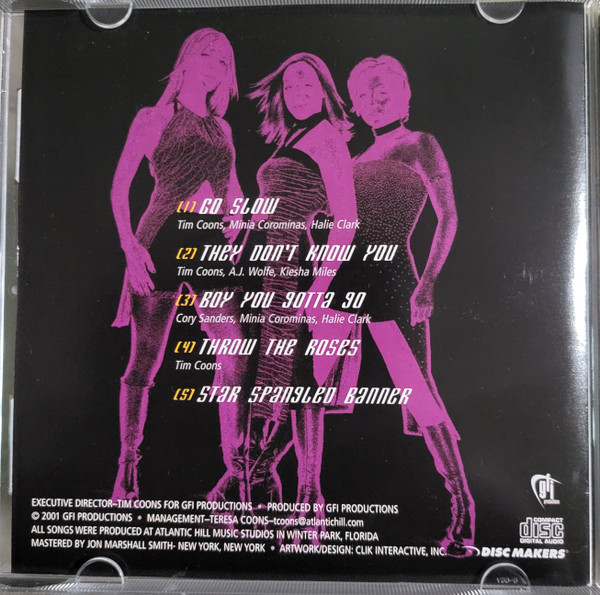 (1) GO SLOW
Tim Coons, Minia Corominas, Halie Clark
(2) THEY DON'T KNOW YOU
Tim Coons, A.J. Wolfe, Kiesha Miles
(3) BOY YOU GOTTA GO
Cory Sanders, Minia Corominas, Halie Clark
(4) THROW THE ROSES
Tim Coons
(5) STAR SPANGLED BANNER
gfi
EXECUTIVE DIRECTOR–TIM COONS FOR GFI PRODUCTIONS • PRODUCED BY GFI PRODUCTIONS
© 2001 GFI PRODUCTIONS • MANAGEMENT–TERESA COONS–tcoons@atlantichill.com
ALL SONGS WERE PRODUCED AT ATLANTIC HILL MUSIC STUDIOS IN WINTER PARK, FLORIDA
MASTERED BY JON MARSHALL SMITH- NEW YORK, NEW YORK • ARTWORK/DESIGN: CLIK INTERACTIVE, INC.
COMPACT
disc
DIGITAL AUDIO
DISC MAKERS